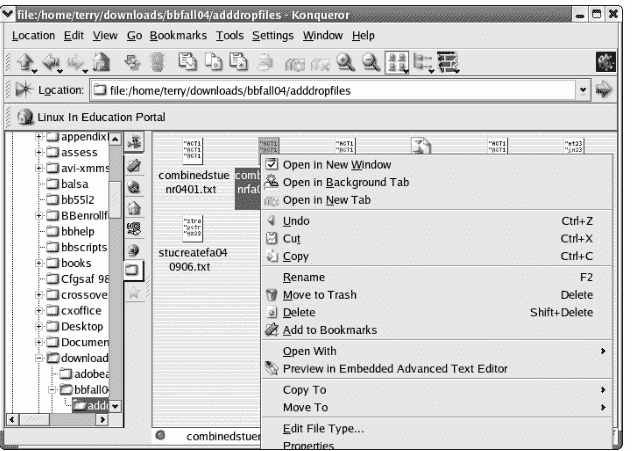 file:/home/terry/downloads/bbfall04/adddropfiles - Konqueror
Location Edit View Go Bookmarks Tools Settings Window Help
Location: file:/home/terry/downloads/bbfall04/adddropfiles
Linux In Education Portal
appendix
assess
avi-xmms
balsa
bb55l2
BBenrollf
bbhelp
bbscripts
books
Cfgsaf 98
crossove
cxoffice
Desktop
Documen
download
adobea
bbfall0
addd
combinedstue
nr0401.txt
comb
nrfa0
stucreatefa04
0906.txt
Open in New Window
Open in Background Tab
Open in New Tab
Undo Ctrl+Z
Cut Ctrl+X
Copy Ctrl+C
Rename F2
Move to Trash Delete
Delete Shift+Delete
Add to Bookmarks
Open With
Preview in Embedded Advanced Text Editor
Copy To
Move To
Edit File Type...
Properties
combinedstuer